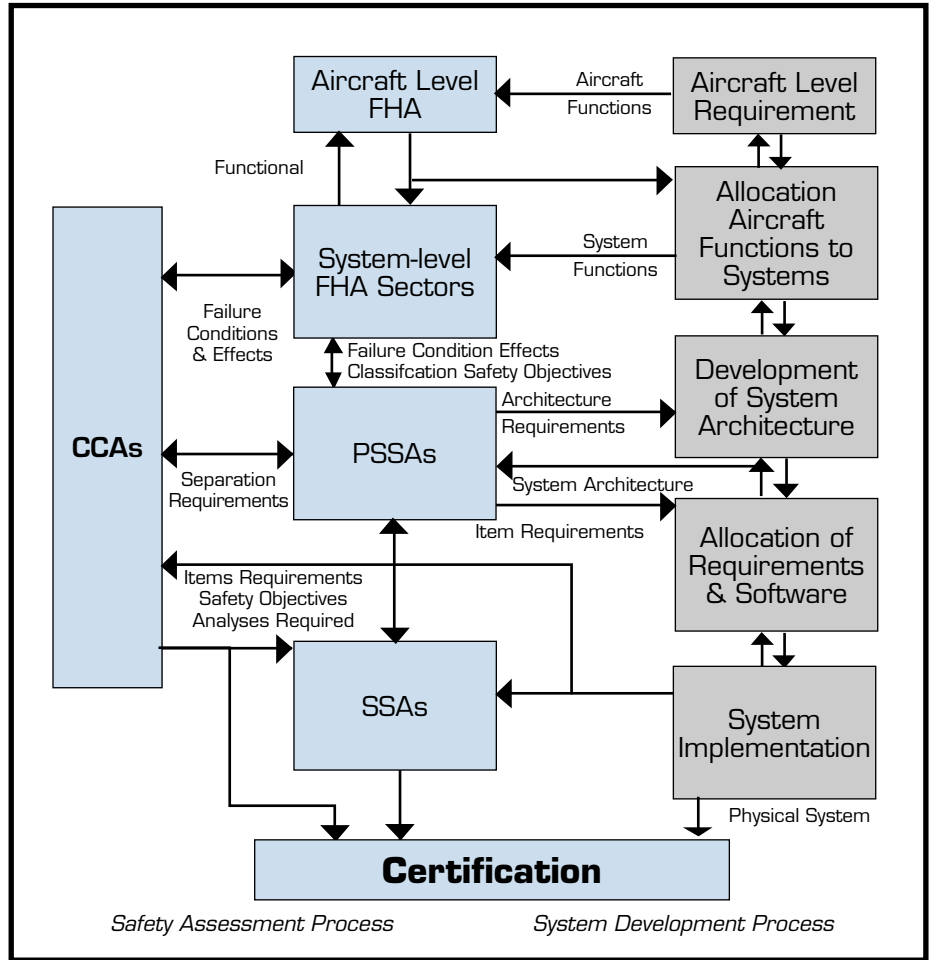 Aircraft Level
FHA
Aircraft
Functions
Aircraft Level
Requirement
Functional
Allocation
Aircraft
Functions to
Systems
System-level
FHA Sectors
System
Functions
Failure
Conditions
& Effects
Failure Condition Effects
Classifcation Safety Objectives
Development
of System
Architecture
Architecture
Requirements
CCAs
PSSAs
Separation
Requirements
System Architecture
Item Requirements
Allocation of
Requirements
& Software
Items Requirements
Safety Objectives
Analyses Required
SSAs
System
Implementation
Physical System
Certification
Safety Assessment Process
System Development Process